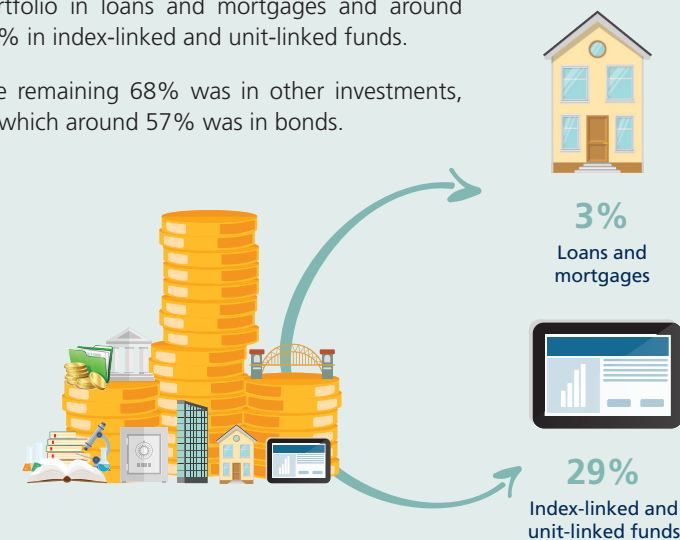 in loans and mortgages and around
% in index-linked and unit-linked funds.
remaining 68% was in other investments,
which around 57% was in bonds.
3%
Loans and
mortgages
29%
Index-linked and
unit-linked funds